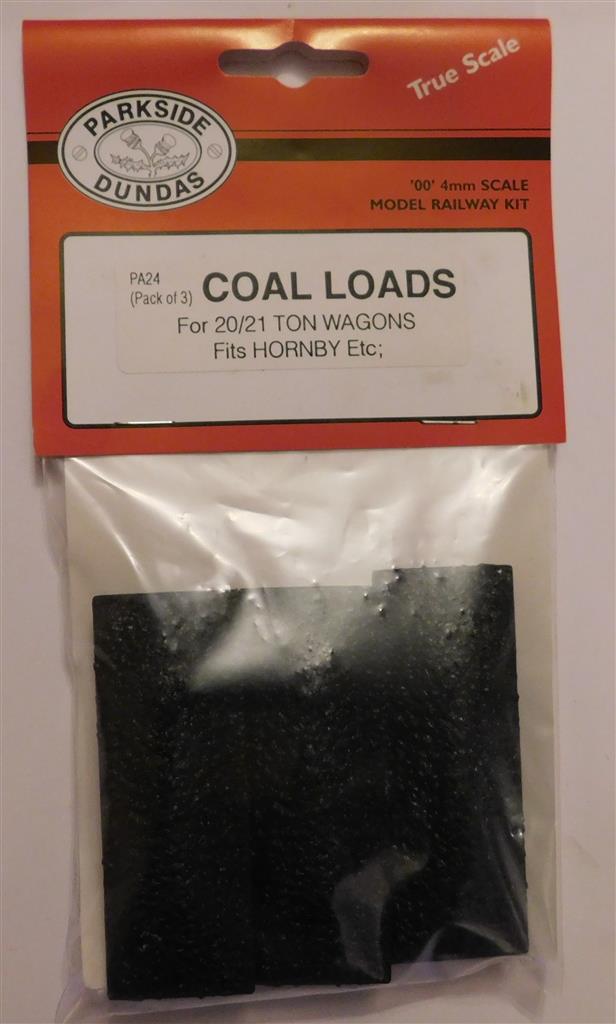 True Scale
PARKSIDE
DUNDAS
'00' 4mm SCALE
MODEL RAILWAY KIT
PA24
(Pack of 3) COAL LOADS
For 20/21 TON WAGONS
Fits HORNBY Etc;